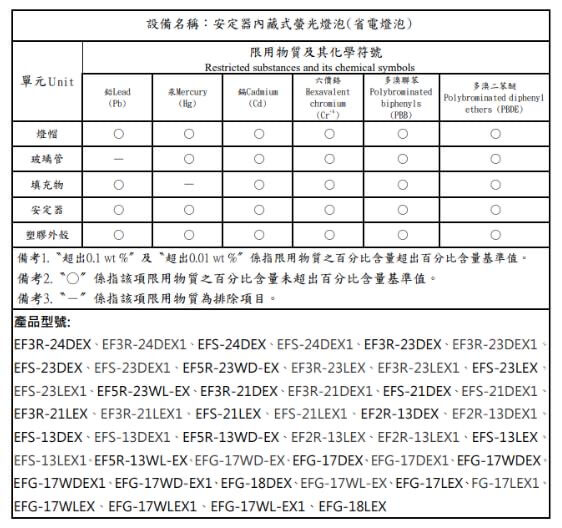 設備名稱：安定器內藏式螢光燈泡(省電燈泡)
限用物質及其化學符號
Restricted substances and its chemical symbols
單元Unit
鉛Lead
(Pb)
汞Mercury
(Hg)
鎘Cadmium
(Cd)
六價鉻
Hexavalent
chromium
(Cr⁺⁶)
多溴聯苯
Polybrominated
biphenyls
(PBB)
多溴二苯醚
Polybrominated diphenyl
ethers (PBDE)
燈帽 ○ ○ ○ ○ ○ ○
玻璃管 － ○ ○ ○ ○ ○
填充物 ○ － ○ ○ ○ ○
安定器 ○ ○ ○ ○ ○ ○
塑膠外殼 ○ ○ ○ ○ ○ ○
備考1.〝超出0.1 wt %〞及〝超出0.01 wt %〞係指限用物質之百分比含量超出百分比含量基準值。
備考2.〝○〞係指該項限用物質之百分比含量未超出百分比含量基準值。
備考3.〝－〞係指該項限用物質為排除項目。
產品型號:
EF3R-24DEX、EF3R-24DEX1、EFS-24DEX、EFS-24DEX1、EF3R-23DEX、EF3R-23DEX1、
EFS-23DEX、EFS-23DEX1、EF5R-23WD-EX、EF3R-23LEX、EF3R-23LEX1、EFS-23LEX、
EFS-23LEX1、EF5R-23WL-EX、EF3R-21DEX、EF3R-21DEX1、EFS-21DEX、EFS-21DEX1、
EF3R-21LEX、EF3R-21LEX1、EFS-21LEX、EFS-21LEX1、EF2R-13DEX、EF2R-13DEX1、
EFS-13DEX、EFS-13DEX1、EF5R-13WD-EX、EF2R-13LEX、EF2R-13LEX1、EFS-13LEX、
EFS-13LEX1、EF5R-13WL-EX、EFG-17WD-EX、EFG-17DEX、EFG-17DEX1、EFG-17WDEX、
EFG-17WDEX1、EFG-17WD-EX1、EFG-18DEX、EFG-17WL-EX、EFG-17LEX、FG-17LEX1、
EFG-17WLEX、EFG-17WLEX1、EFG-17WL-EX1、EFG-18LEX